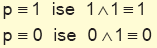 p ≡ 1 ise 1∧1 ≡ 1
p ≡ 0 ise 0∧1 ≡ 0